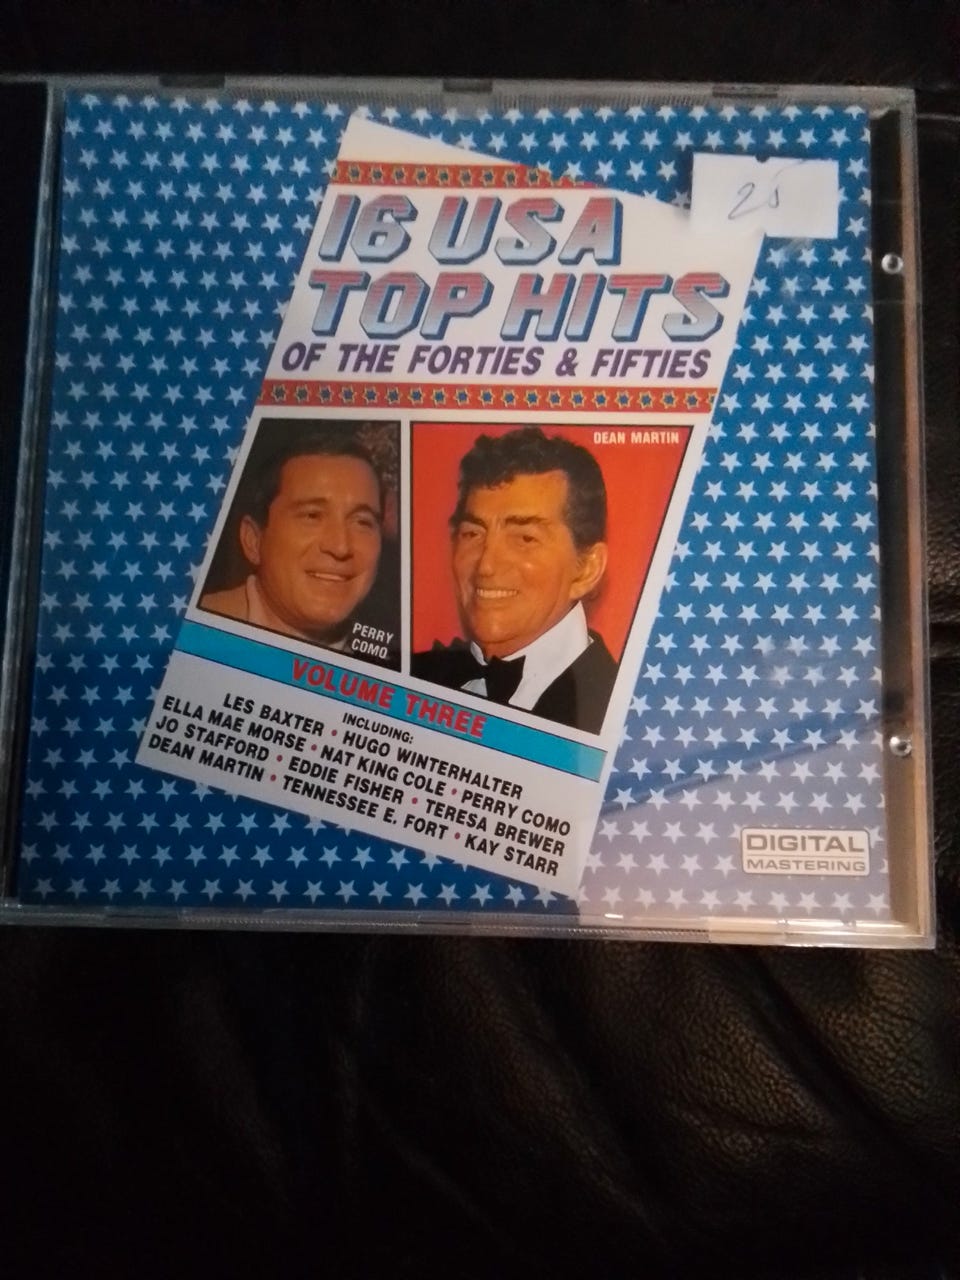 25
16 USA
TOP HITS
OF THE FORTIES & FIFTIES
DEAN MARTIN
PERRY
COMO
VOLUME THREE
INCLUDING:
LES BAXTER • HUGO WINTERHALTER
ELLA MAE MORSE • NAT KING COLE • PERRY COMO
JO STAFFORD • EDDIE FISHER • TERESA BREWER
DEAN MARTIN • TENNESSEE E. FORT • KAY STARR
DIGITAL
MASTERING